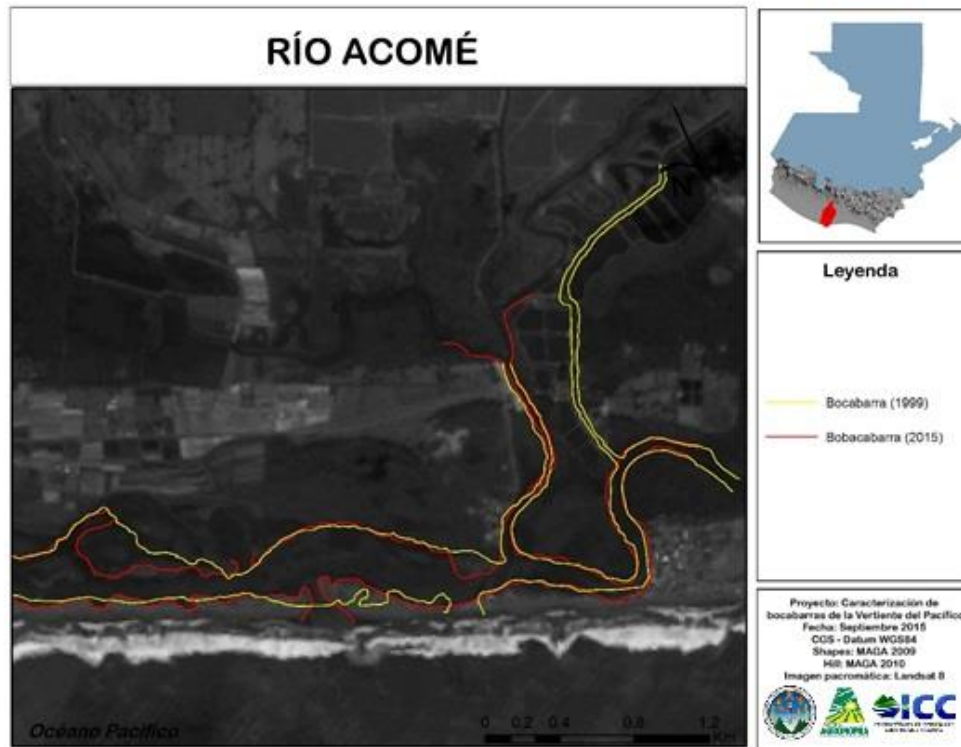 RÍO ACOMÉ
N
Océano Pacífico
0 0.2 0.4 0.8 1.2
Leyenda
Bocabarra (1999)
Bobacabarra (2015)
Proyecto: Caracterización de
bocabarras de la Vertiente del Pacífico
Fecha: Septiembre 2015
CGS - Datum WGS84
Shapes: MAGA 2009
Hill: MAGA 2010
Imagen pacromática: Landsat 8
ICC